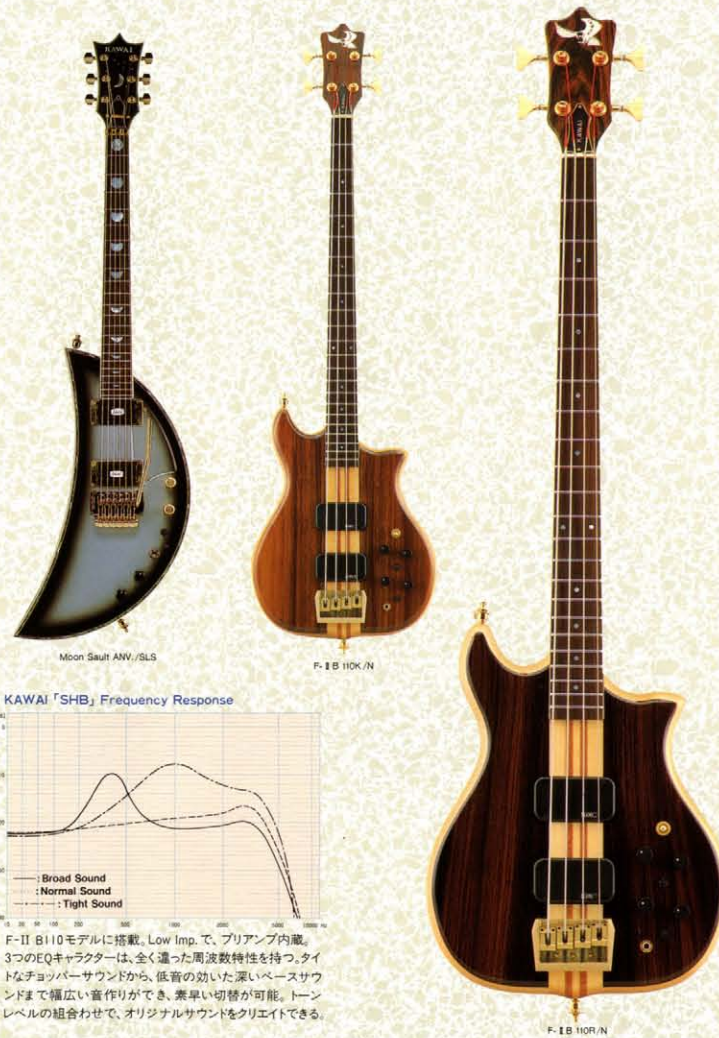 KAWAI
KAWAI
Moon Sault ANV./SLS
F-ⅡB 110K/N
KAWAI「SHB」Frequency Response
: Broad Sound
: Normal Sound
: Tight Sound
F-II B110モデルに搭載。Low Imp.で、プリアンプ内蔵。
3つのEQキャラクターは、全く違った周波数特性を持つ。タイ
トなチョッパーサウンドから、低音の効いた深いベースサウ
ンドまで幅広い音作りができ、素早い切替が可能。トーン
レベルの組合わせで、オリジナルサウンドをクリエイトできる。
F-ⅡB 110R/N